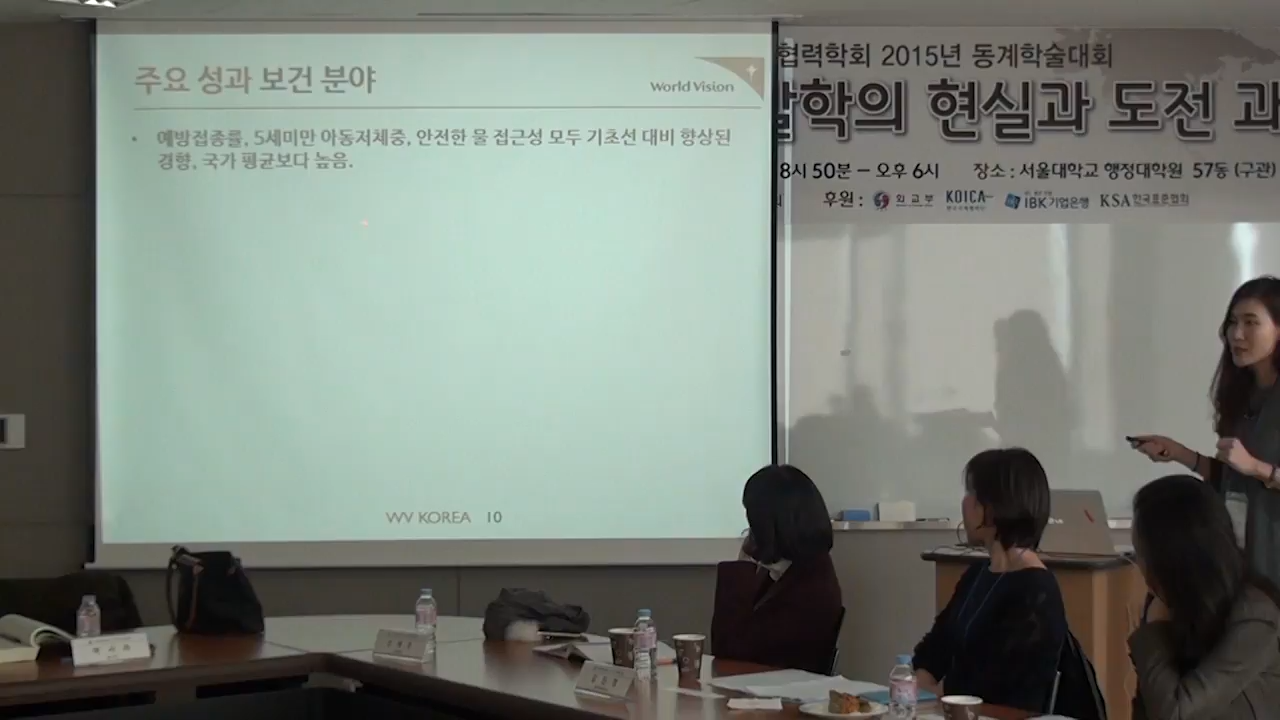 주요 성과 보건 분야
World Vision
• 예방접종률, 5세미만 아동저체중, 안전한 물 접근성 모두 기초선 대비 향상된
경향, 국가 평균보다 높음.
WV KOREA 10
협력학회 2015년 동계학술대회
발학의 현실과 도전 과
8시 50분 – 오후 6시 장소 : 서울대학교 행정대학원 57동 (구관)
후원 : 외교부 KOICA IBK기업은행 KSA한국표준협회